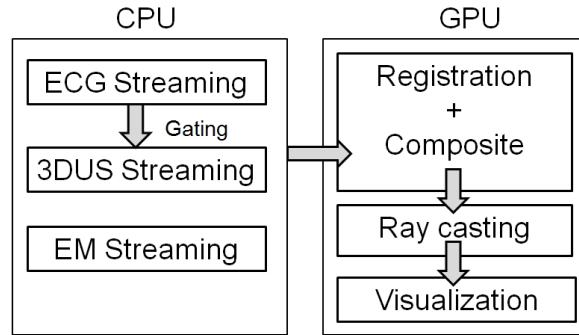 CPU
ECG Streaming
Gating
3DUS Streaming
EM Streaming
GPU
Registration
+
Composite
Ray casting
Visualization